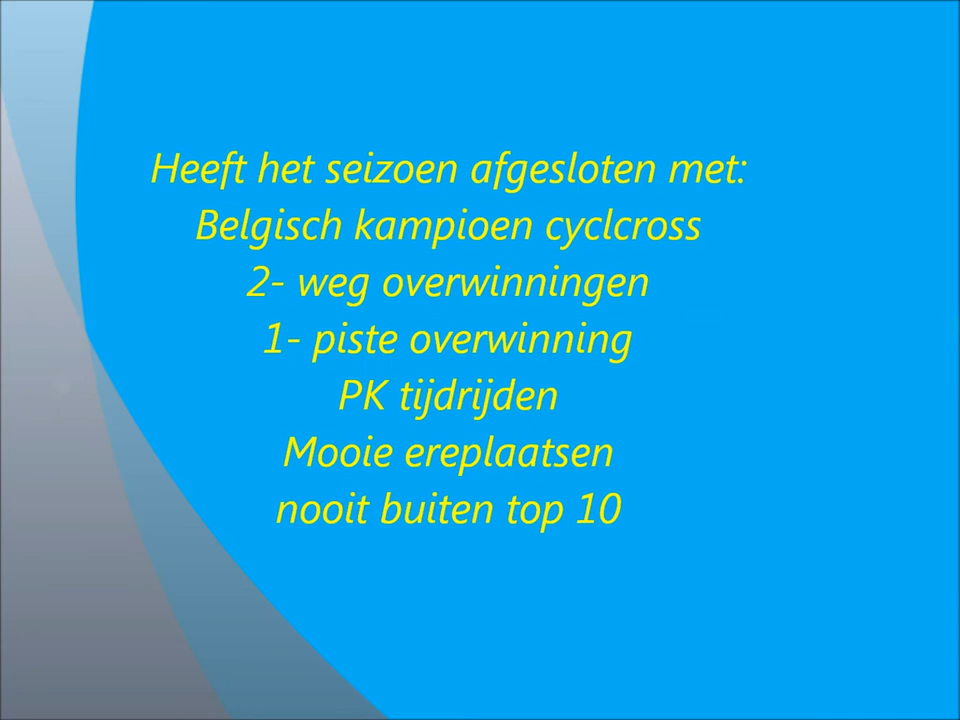 Heeft het seizoen afgesloten met:
Belgisch kampioen cyclcross
2- weg overwinningen
1- piste overwinning
PK tijdrijden
Mooie ereplaatsen
nooit buiten top 10